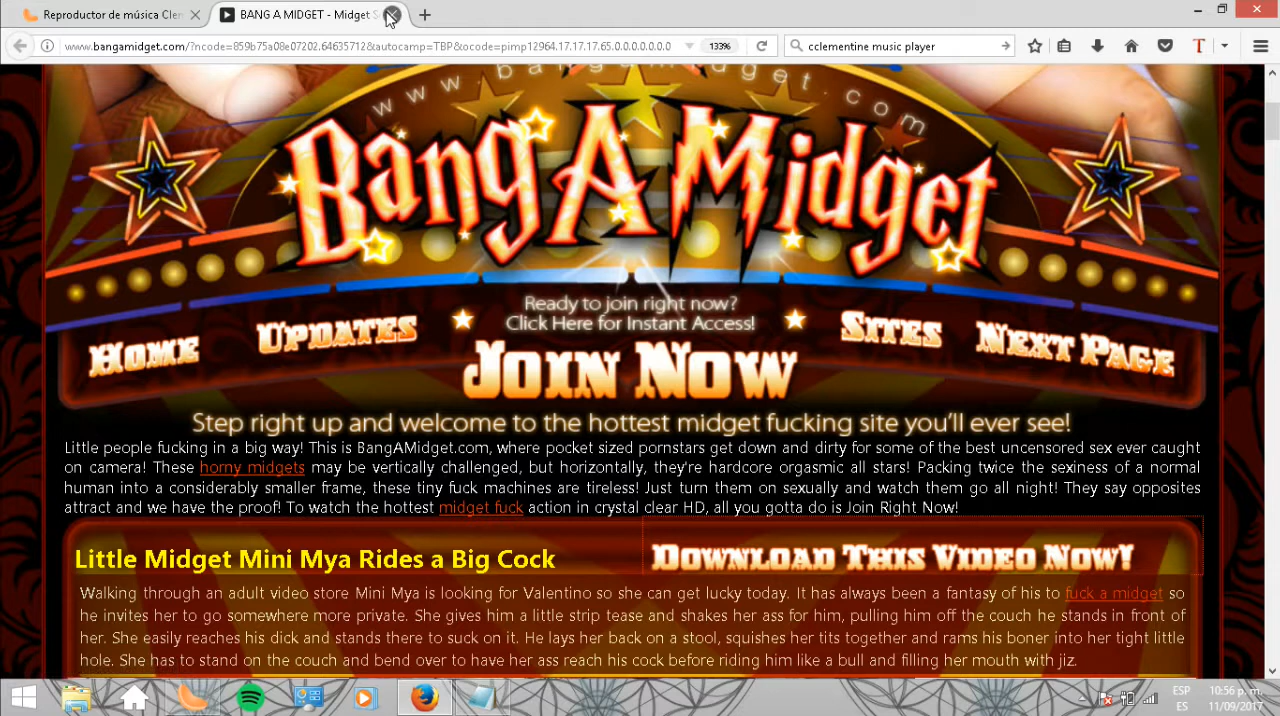 Reproductor de música Clen
BANG A MIDGET - Midget S
www.bangamidget.com/?ncode=859b75a08e07202.64635712&autocamp=TBP&otocode=pimp12964.17.17.17.65.0.0.0.0.0.0
133%
cclementine music player
www.bangamidget.com
BangAMidget
Ready to join right now?
Click Here for Instant Access!
Home
Updates
Join Now
Sites
Next Page
Step right up and welcome to the hottest midget fucking site you'll ever see!
Little people fucking in a big way! This is BangAMidget.com, where pocket sized pornstars get down and dirty for some of the best uncensored sex ever caught
on camera! These horny midgets may be vertically challenged, but horizontally, they're hardcore orgasmic all stars! Packing twice the sexiness of a normal
human into a considerably smaller frame, these tiny fuck machines are tireless! Just turn them on sexually and watch them go all night! They say opposites
attract and we have the proof! To watch the hottest midget fuck action in crystal clear HD, all you gotta do is Join Right Now!
Little Midget Mini Mya Rides a Big Cock
Download This Video Now!
Walking through an adult video store Mini Mya is looking for Valentino so she can get lucky today. It has always been a fantasy of his to fuck a midget so
he invites her to go somewhere more private. She gives him a little strip tease and shakes her ass for him, pulling him off the couch he stands in front of
her. She easily reaches his dick and stands there to suck on it. He lays her back on a stool, squishes her tits together and rams his boner into her tight little
hole. She has to stand on the couch and bend over to have her ass reach his cock before riding him like a bull and filling her mouth with jiz.
ESP
ES
10:56 p. m.
11/09/2017